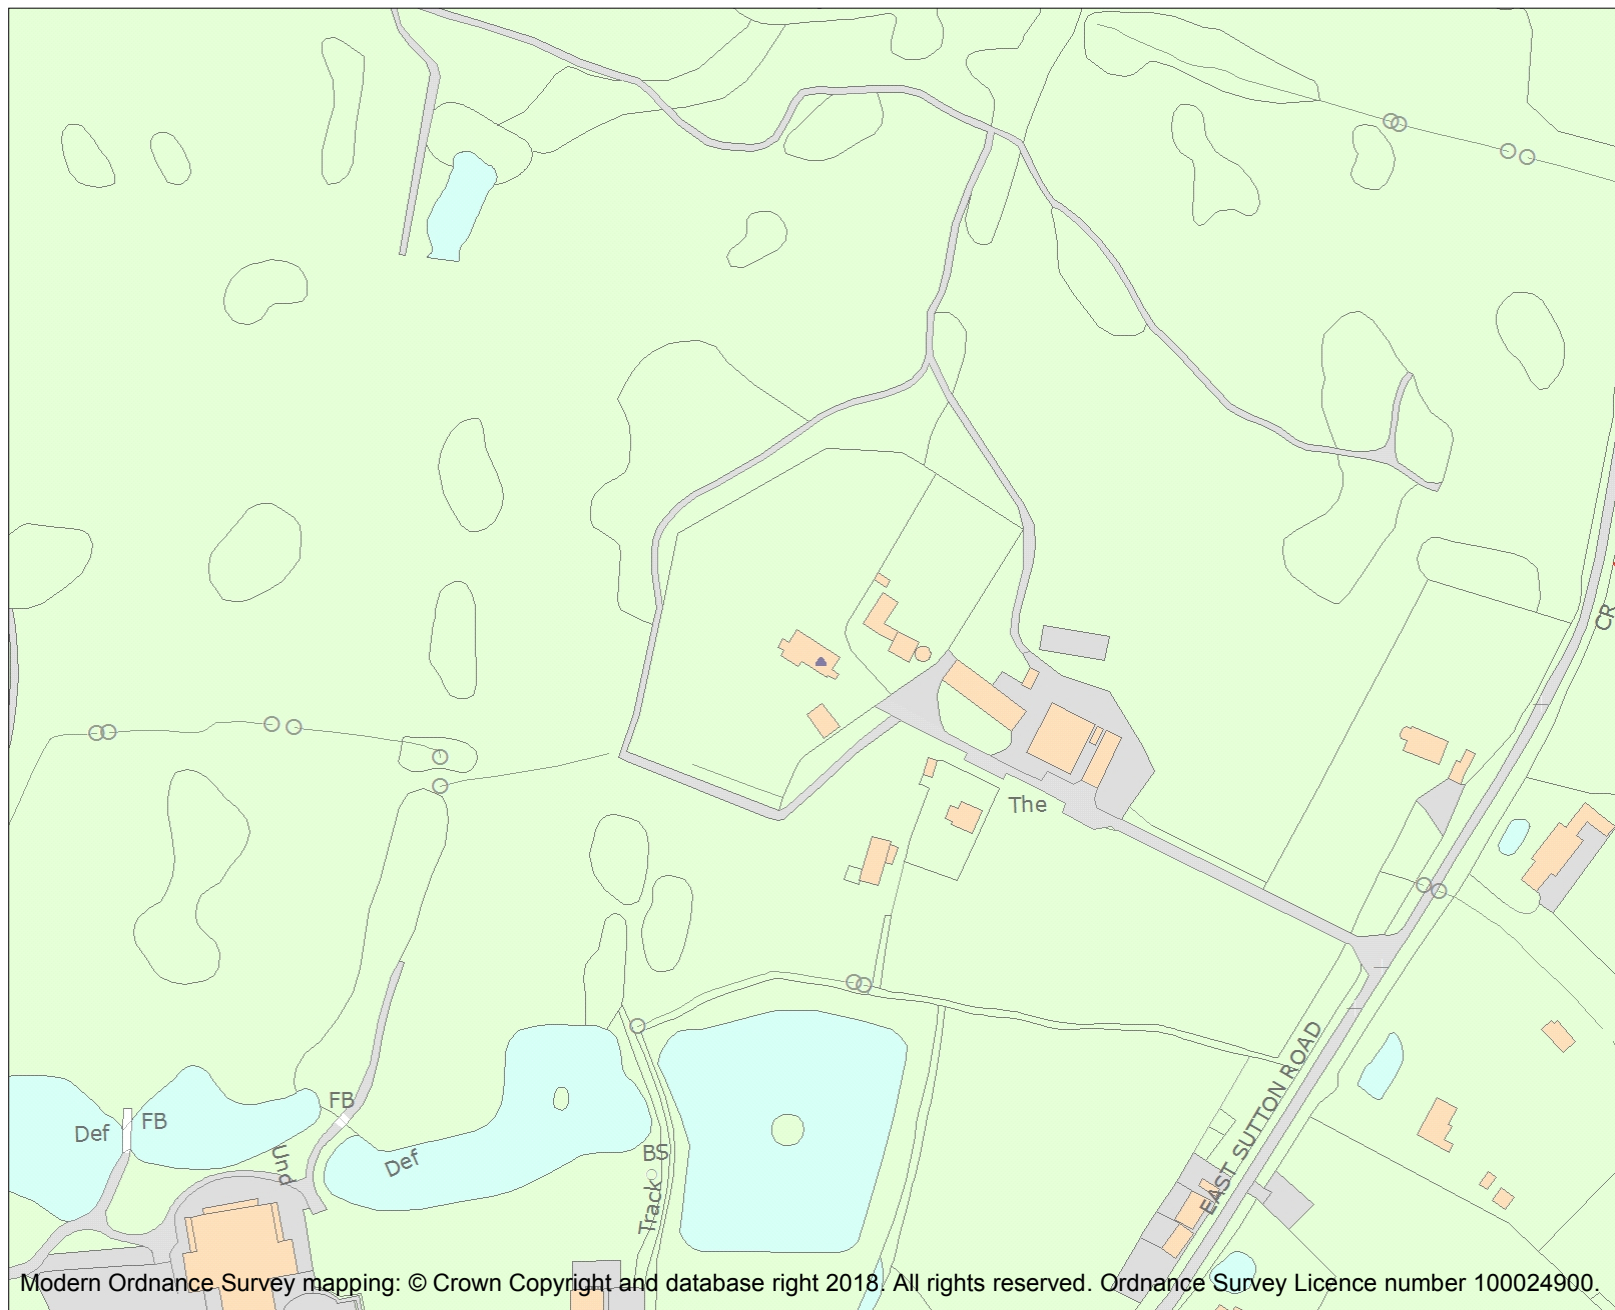 CR
The
EAST SUTTON ROAD
FB
FB
Def
Und
Def
BS
Track
Modern Ordnance Survey mapping: © Crown Copyright and database right 2018. All rights reserved. Ordnance Survey Licence number 100024900.